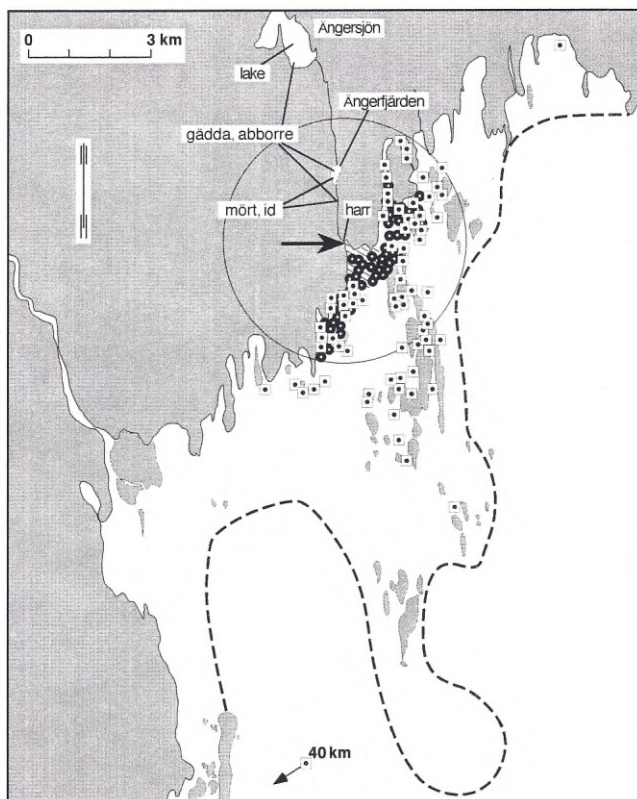 0 3 km
Ängersjön
lake
Ängerfjärden
gädda, abborre
mört, id
harr
40 km